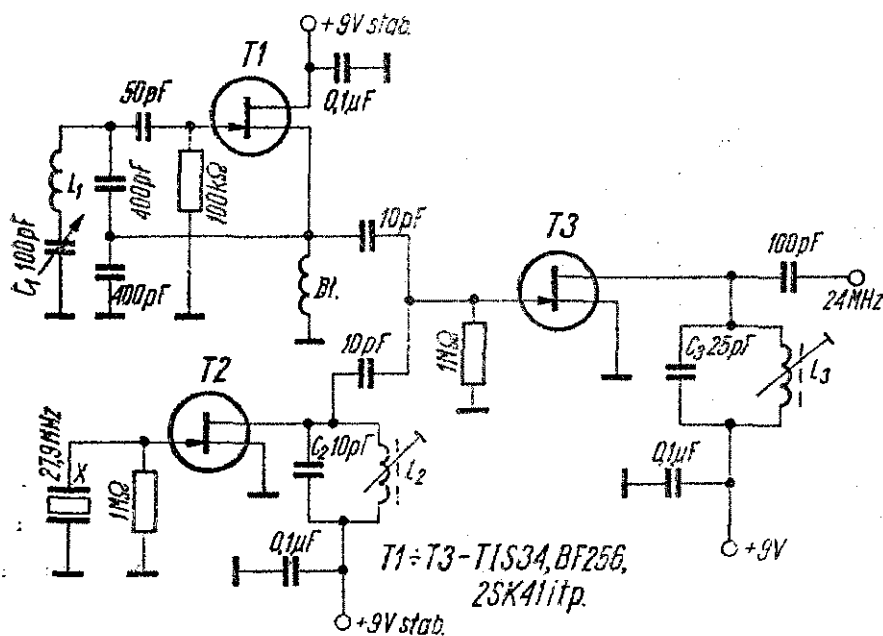 +9V stab.
T1
0,1µF
50pF
L1
400pF
100kΩ
C1 100pF
400pF
10pF
Bł.
T3
100pF
24MHz
10pF
1MΩ
C3 25pF
L3
T2
27,9MHz
X
1MΩ
C2 10pF
L2
0,1µF
0,1µF
+9V
T1÷T3-TIS34, BF256,
2SK41 itp.
+9V stab.